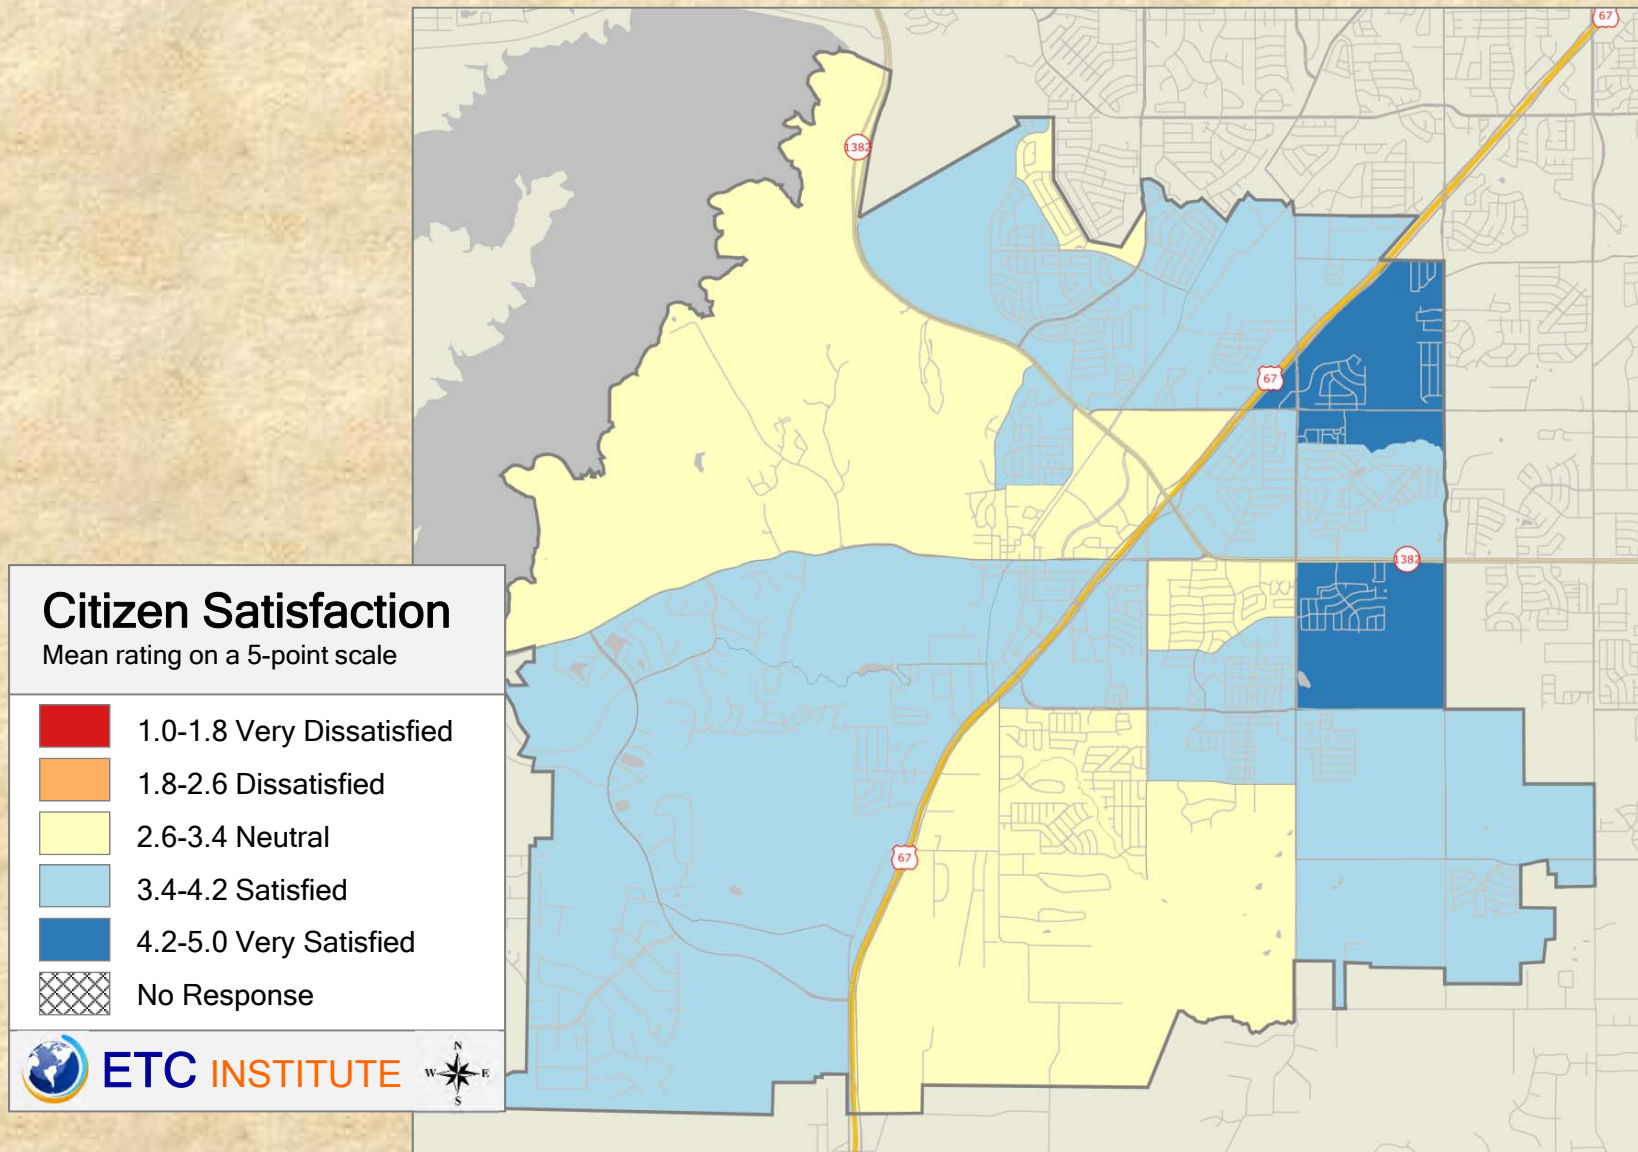 67
1382
67
1382
67
Citizen Satisfaction
Mean rating on a 5-point scale
1.0-1.8 Very Dissatisfied
1.8-2.6 Dissatisfied
2.6-3.4 Neutral
3.4-4.2 Satisfied
4.2-5.0 Very Satisfied
No Response
ETC INSTITUTE
N
W E
S